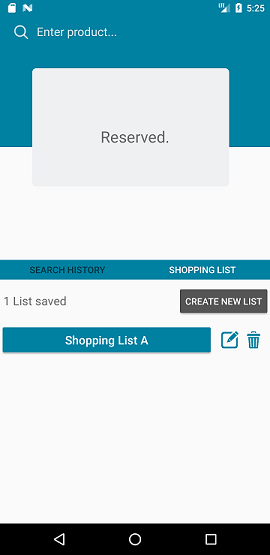 5:25
Enter product...
Reserved.
SEARCH HISTORY
SHOPPING LIST
1 List saved
CREATE NEW LIST
Shopping List A